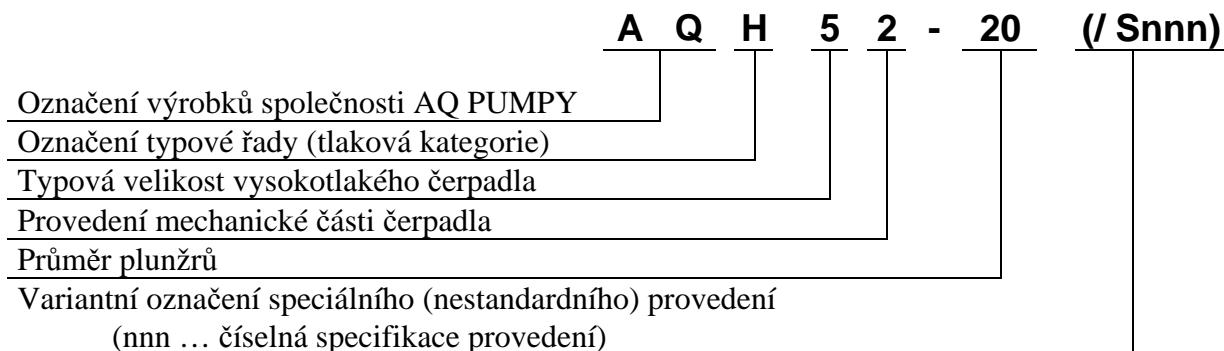 A Q H 5 2 - 20 (/ Snnn)
Označení výrobků společnosti AQ PUMPY
Označení typové řady (tlaková kategorie)
Typová velikost vysokotlakého čerpadla
Provedení mechanické části čerpadla
Průměr plunžrů
Variantní označení speciálního (nestandardního) provedení
(nnn … číselná specifikace provedení)